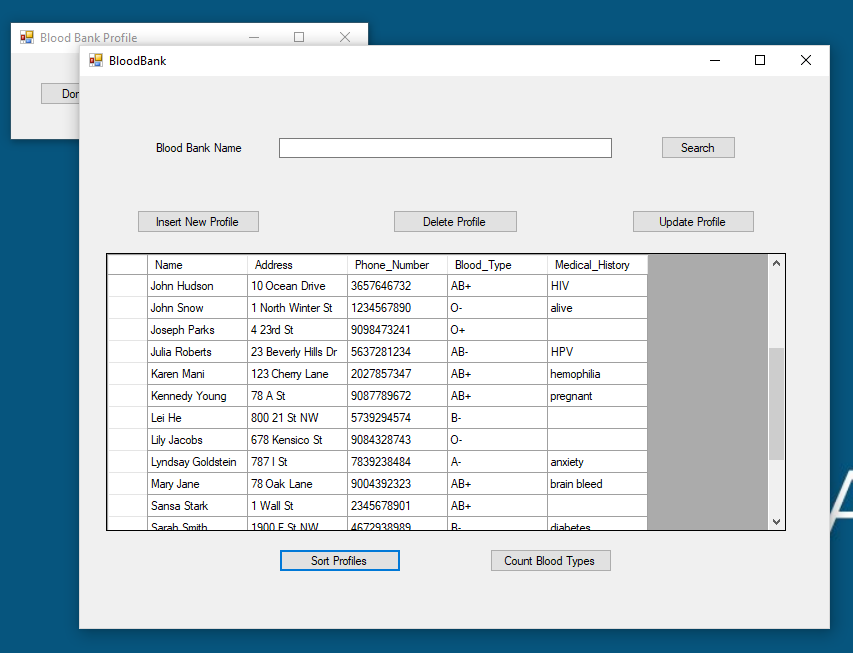 Blood Bank Profile
BloodBank
Blood Bank Name Search
Insert New Profile Delete Profile Update Profile
Name Address Phone_Number Blood_Type Medical_History
John Hudson 10 Ocean Drive 3657646732 AB+ HIV
John Snow 1 North Winter St 1234567890 O- alive
Joseph Parks 4 23rd St 9098473241 O+
Julia Roberts 23 Beverly Hills Dr 5637281234 AB- HPV
Karen Mani 123 Cherry Lane 2027857347 AB+ hemophilia
Kennedy Young 78 A St 9087789672 AB+ pregnant
Lei He 800 21 St NW 5739294574 B-
Lily Jacobs 678 Kensico St 9084328743 O-
Lyndsay Goldstein 787 I St 7839238484 A- anxiety
Mary Jane 78 Oak Lane 9004392323 AB+ brain bleed
Sansa Stark 1 Wall St 2345678901 AB+
Sarah Smith 1900 F St NW 4672938989 B- diabetes
Sort Profiles Count Blood Types